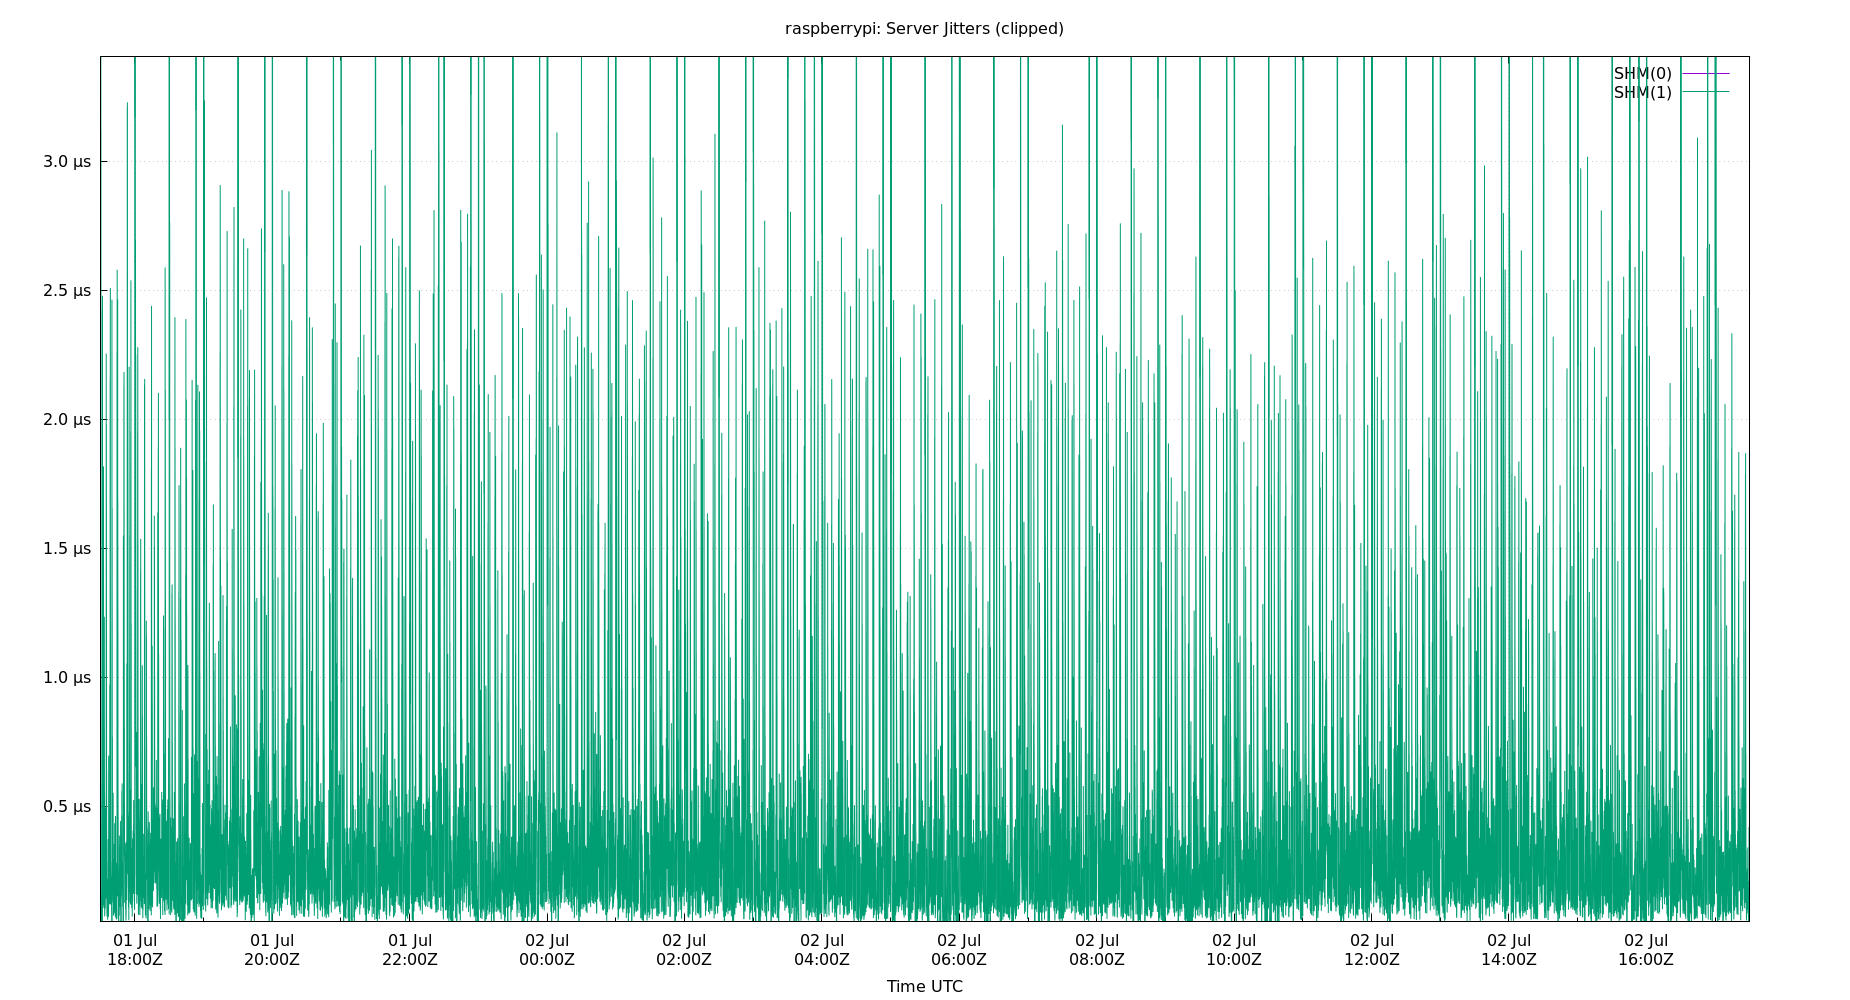 raspberrypi: Server Jitters (clipped)
SHM(0)
SHM(1)
3.0 μs
2.5 μs
2.0 μs
1.5 μs
1.0 μs
0.5 μs
01 Jul 01 Jul 01 Jul 02 Jul 02 Jul 02 Jul 02 Jul 02 Jul 02 Jul 02 Jul 02 Jul 02 Jul
18:00Z 20:00Z 22:00Z 00:00Z 02:00Z 04:00Z 06:00Z 08:00Z 10:00Z 12:00Z 14:00Z 16:00Z
Time UTC